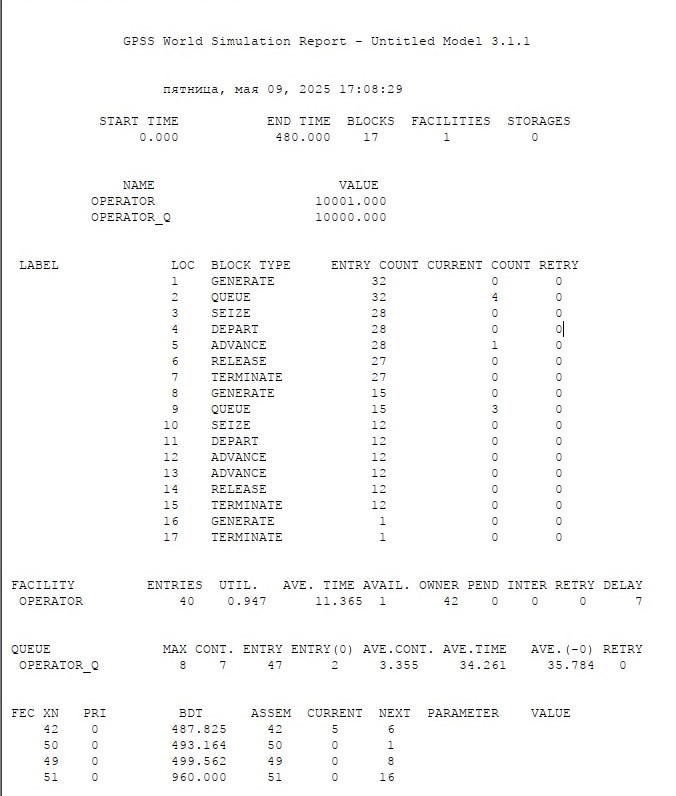 GPSS World Simulation Report - Untitled Model 3.1.1
пятница, мая 09, 2025 17:08:29
START TIME END TIME BLOCKS FACILITIES STORAGES
0.000 480.000 17 1 0
NAME VALUE
OPERATOR 10001.000
OPERATOR_Q 10000.000
LABEL LOC BLOCK TYPE ENTRY COUNT CURRENT COUNT RETRY
1 GENERATE 32 0 0
2 QUEUE 32 4 0
3 SEIZE 28 0 0
4 DEPART 28 0 0
5 ADVANCE 28 1 0
6 RELEASE 27 0 0
7 TERMINATE 27 0 0
8 GENERATE 15 0 0
9 QUEUE 15 3 0
10 SEIZE 12 0 0
11 DEPART 12 0 0
12 ADVANCE 12 0 0
13 ADVANCE 12 0 0
14 RELEASE 12 0 0
15 TERMINATE 12 0 0
16 GENERATE 1 0 0
17 TERMINATE 1 0 0
FACILITY ENTRIES UTIL. AVE. TIME AVAIL. OWNER PEND INTER RETRY DELAY
OPERATOR 40 0.947 11.365 1 42 0 0 0 7
QUEUE MAX CONT. ENTRY ENTRY(0) AVE.CONT. AVE.TIME AVE.(-0) RETRY
OPERATOR_Q 8 7 47 2 3.355 34.261 35.784 0
FEC XN PRI BDT ASSEM CURRENT NEXT PARAMETER VALUE
42 0 487.825 42 5 6
50 0 493.164 50 0 1
49 0 499.562 49 0 8
51 0 960.000 51 0 16